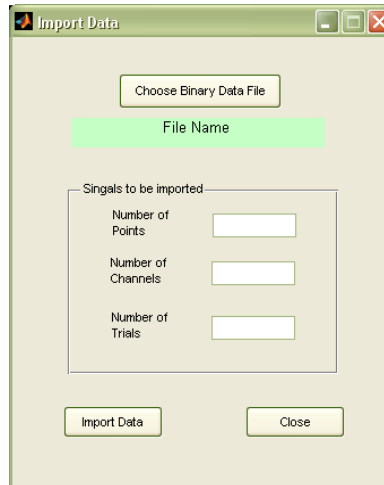 Import Data
Choose Binary Data File
File Name
Singals to be imported
Number of
Points
Number of
Channels
Number of
Trials
Import Data
Close